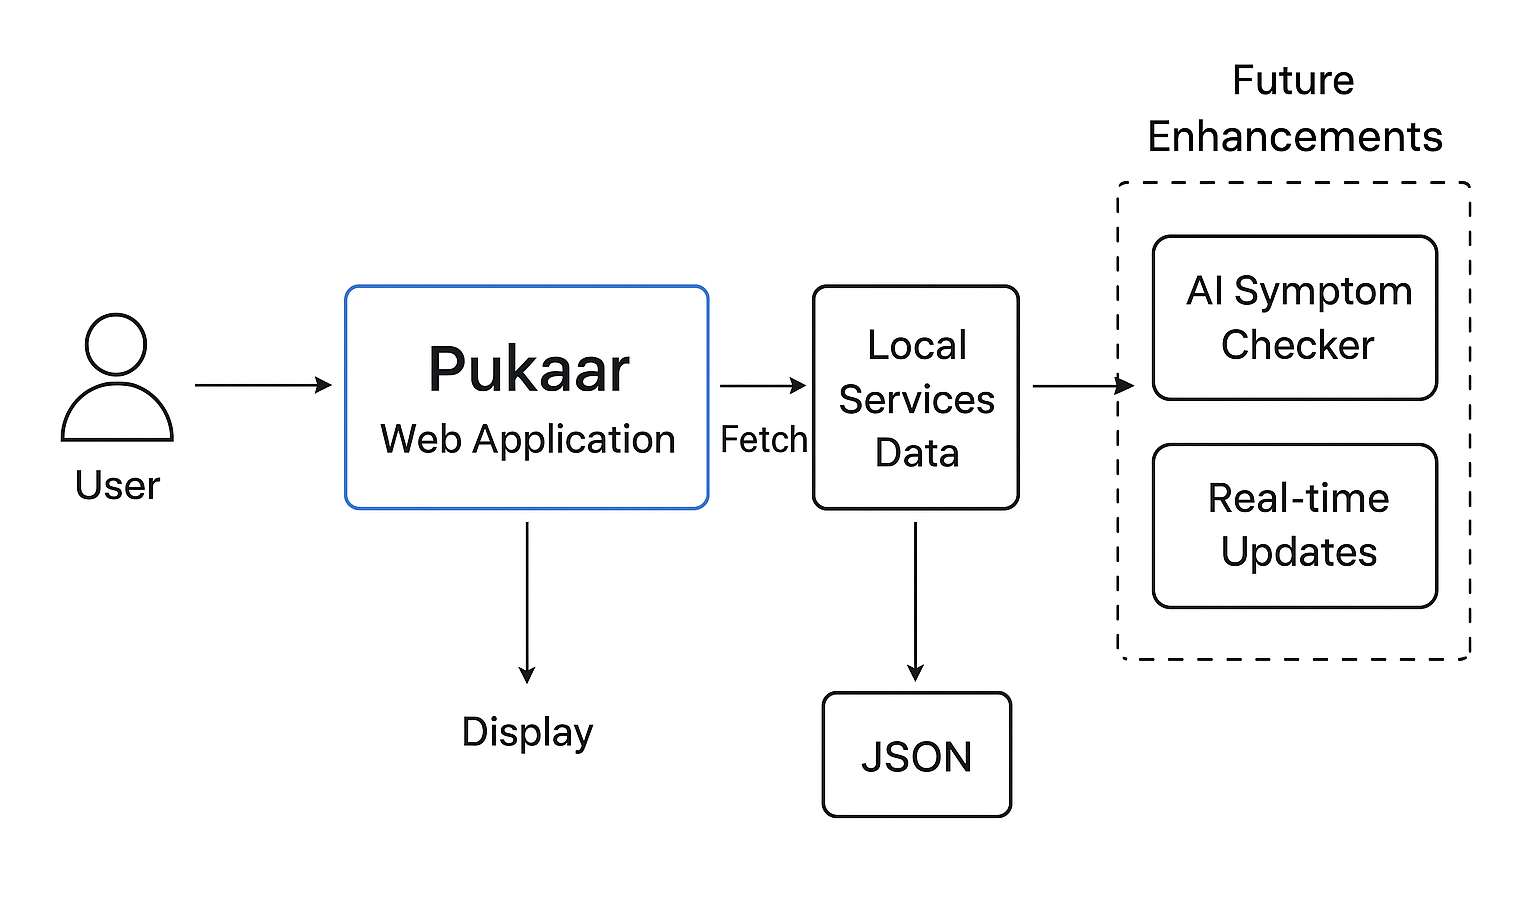 Future
Enhancements
AI Symptom
Checker
Real-time
Updates
User
Pukaar
Web Application
Fetch
Local
Services
Data
Display
JSON